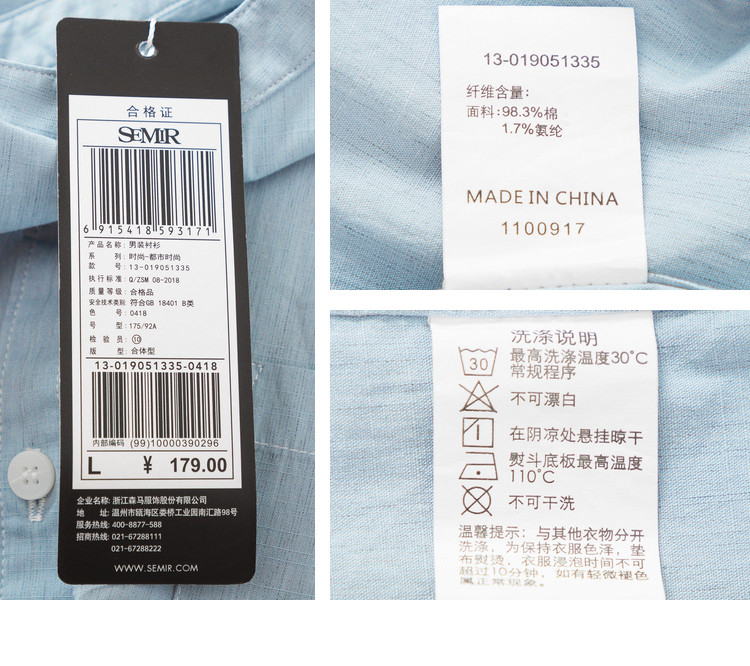 合格证
SEMIR
6 915418 593171
产品名称: 男装衬衫
系 列: 时尚-都市时尚
款 号: 13-019051335
执行标准: Q/ZSM 08-2018
质量等级: 合格品
安全技术类别 符合GB 18401 B类
色 号: 0418
号 型: 175/92A
检 验 员: ⑩
版 型: 合体型
13-019051335-0418
内部编码 (99)10000390296
L ¥ 179.00
企业名称: 浙江森马服饰股份有限公司
地 址: 温州市瓯海区娄桥工业园南汇路98号
服务热线: 400-8877-588
招商热线: 021-67288111
021-67288222
WWW.SEMIR.COM
13-019051335
纤维含量:
面料:98.3%棉
1.7%氨纶
MADE IN CHINA
1100917
洗涤说明
30
最高洗涤温度30°C
常规程序
不可漂白
在阴凉处悬挂晾干
熨斗底板最高温度
110°C
不可干洗
温馨提示: 与其他衣物分开
洗涤, 为保持衣服色泽, 垫
布熨烫, 衣服浸泡时间不可
超过10分钟, 如有轻微褪色
属正常现象。